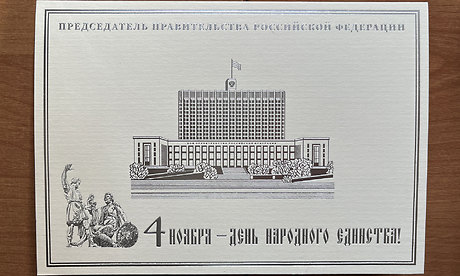 ПРЕДСЕДАТЕЛЬ ПРАВИТЕЛЬСТВА РОССИЙСКОЙ ФЕДЕРАЦИИ
4 НОЯБРЯ – ДЕНЬ НАРОДНОГО ЕДИНСТВА!